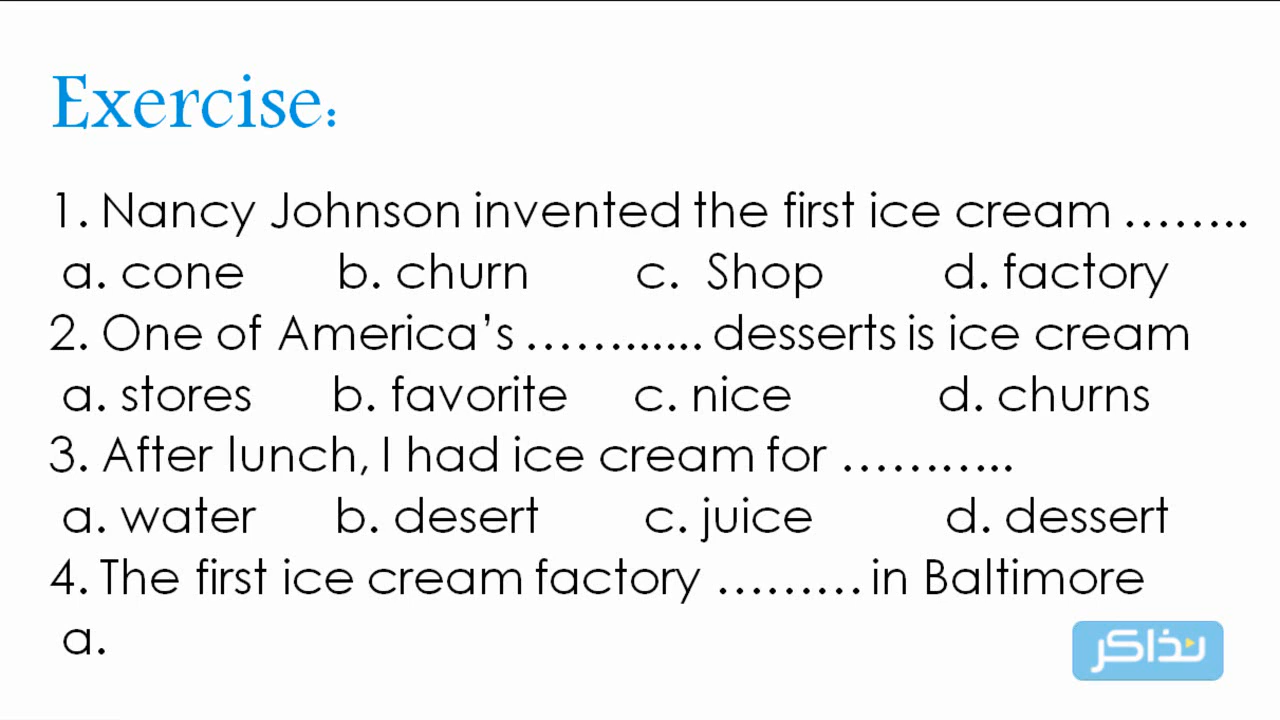 Exercise:
1. Nancy Johnson invented the first ice cream ……..
a. cone b. churn c. Shop d. factory
2. One of America’s ……...... desserts is ice cream
a. stores b. favorite c. nice d. churns
3. After lunch, I had ice cream for ………..
a. water b. desert c. juice d. dessert
4. The first ice cream factory ……… in Baltimore
a.
نذاكر